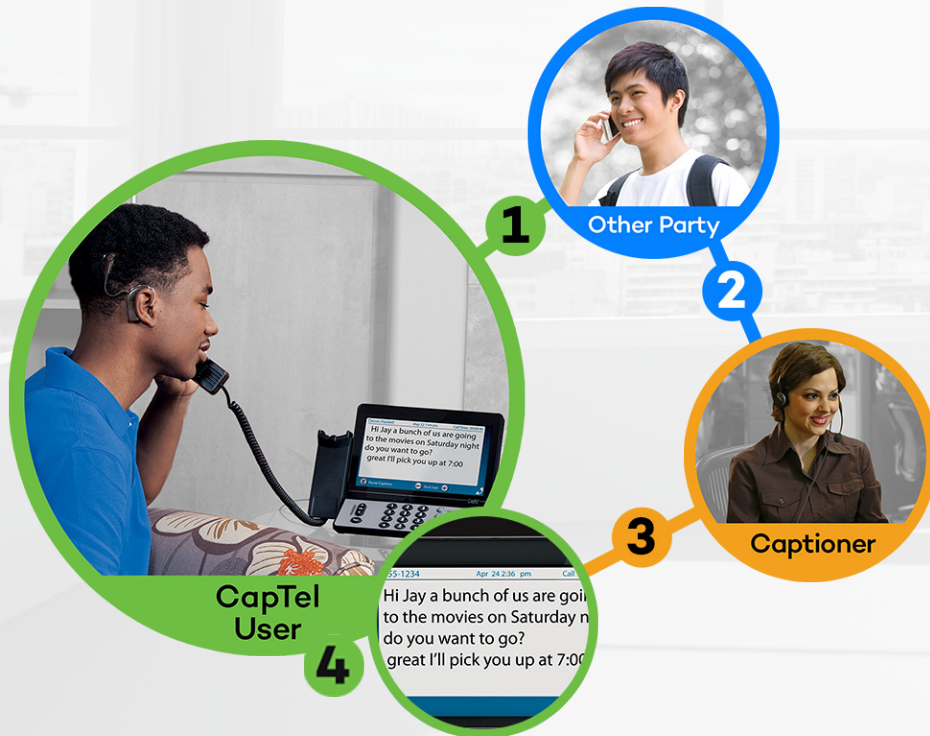 Other Party
1
2
Hi Jay a bunch of us are going
to the movies on Saturday night
do you want to go?
great I'll pick you up at 7:00
3
Captioner
CapTel
User
55-1234 Apr 24 2:36 pm Call
Hi Jay a bunch of us are goi
to the movies on Saturday n
do you want to go?
great I'll pick you up at 7:00
4